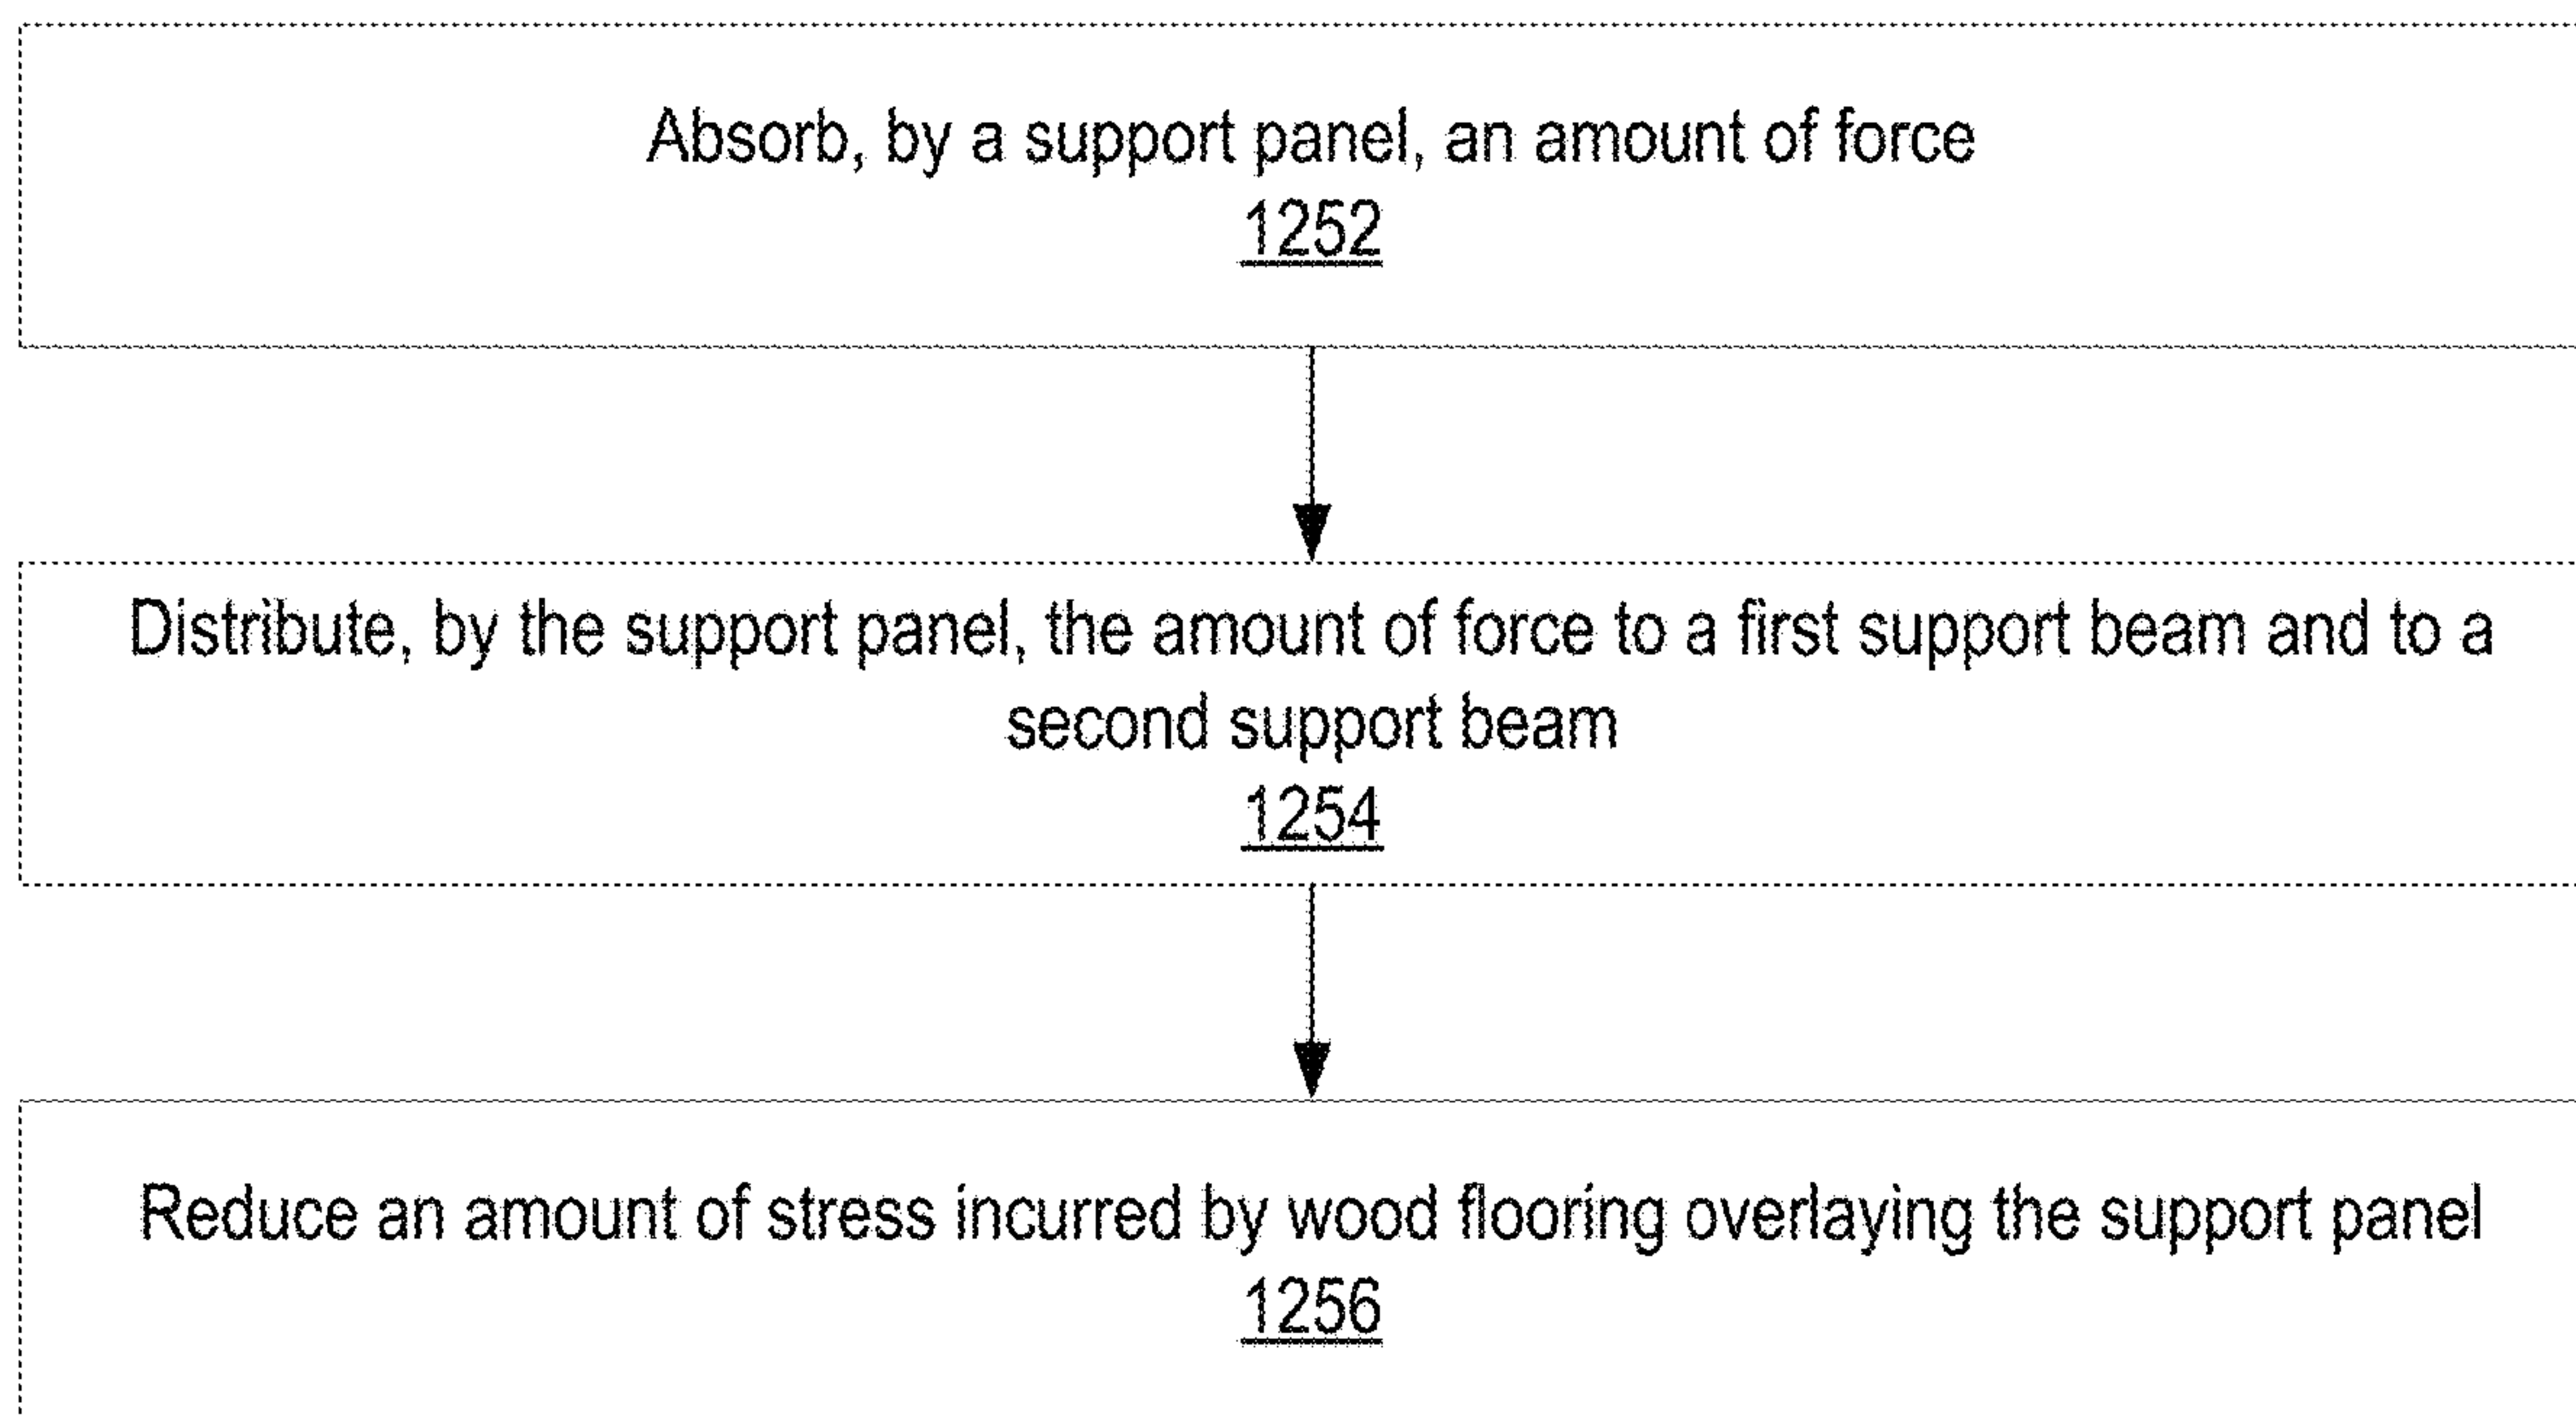 Absorb, by a support panel, an amount of force
1252
Distribute, by the support panel, the amount of force to a first support beam and to a
second support beam
1254
Reduce an amount of stress incurred by wood flooring overlaying the support panel
1256